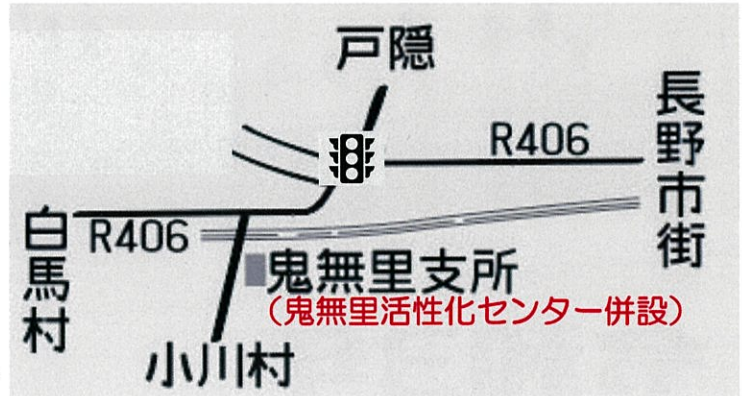 戸隠
長野市街
R406
白馬村
R406
鬼無里支所
（鬼無里活性化センター併設）
小川村